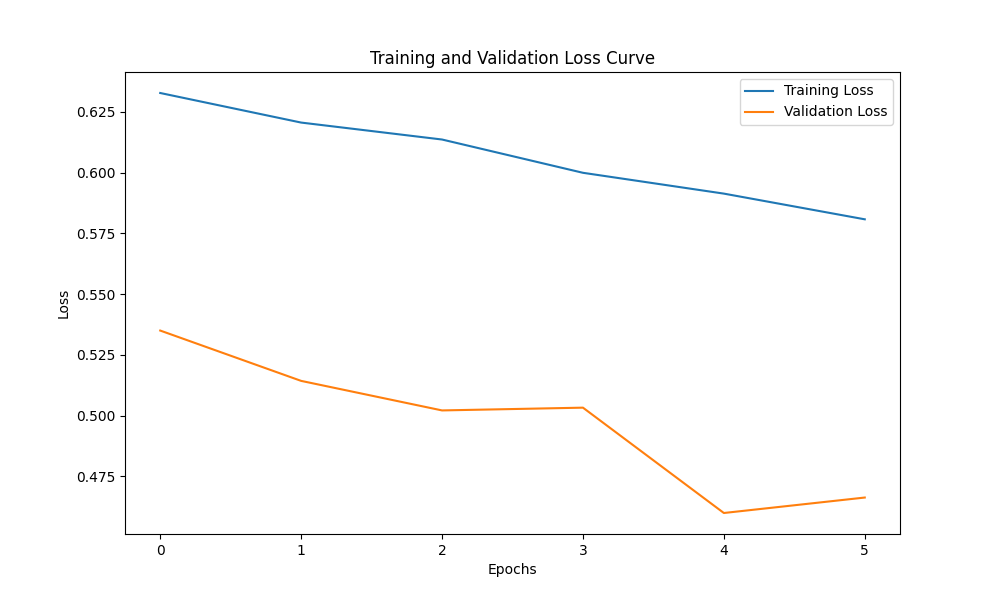 Training and Validation Loss Curve
Training Loss
Validation Loss
0.625
0.600
0.575
0.550
0.525
0.500
0.475
Loss
0 1 2 3 4 5
Epochs